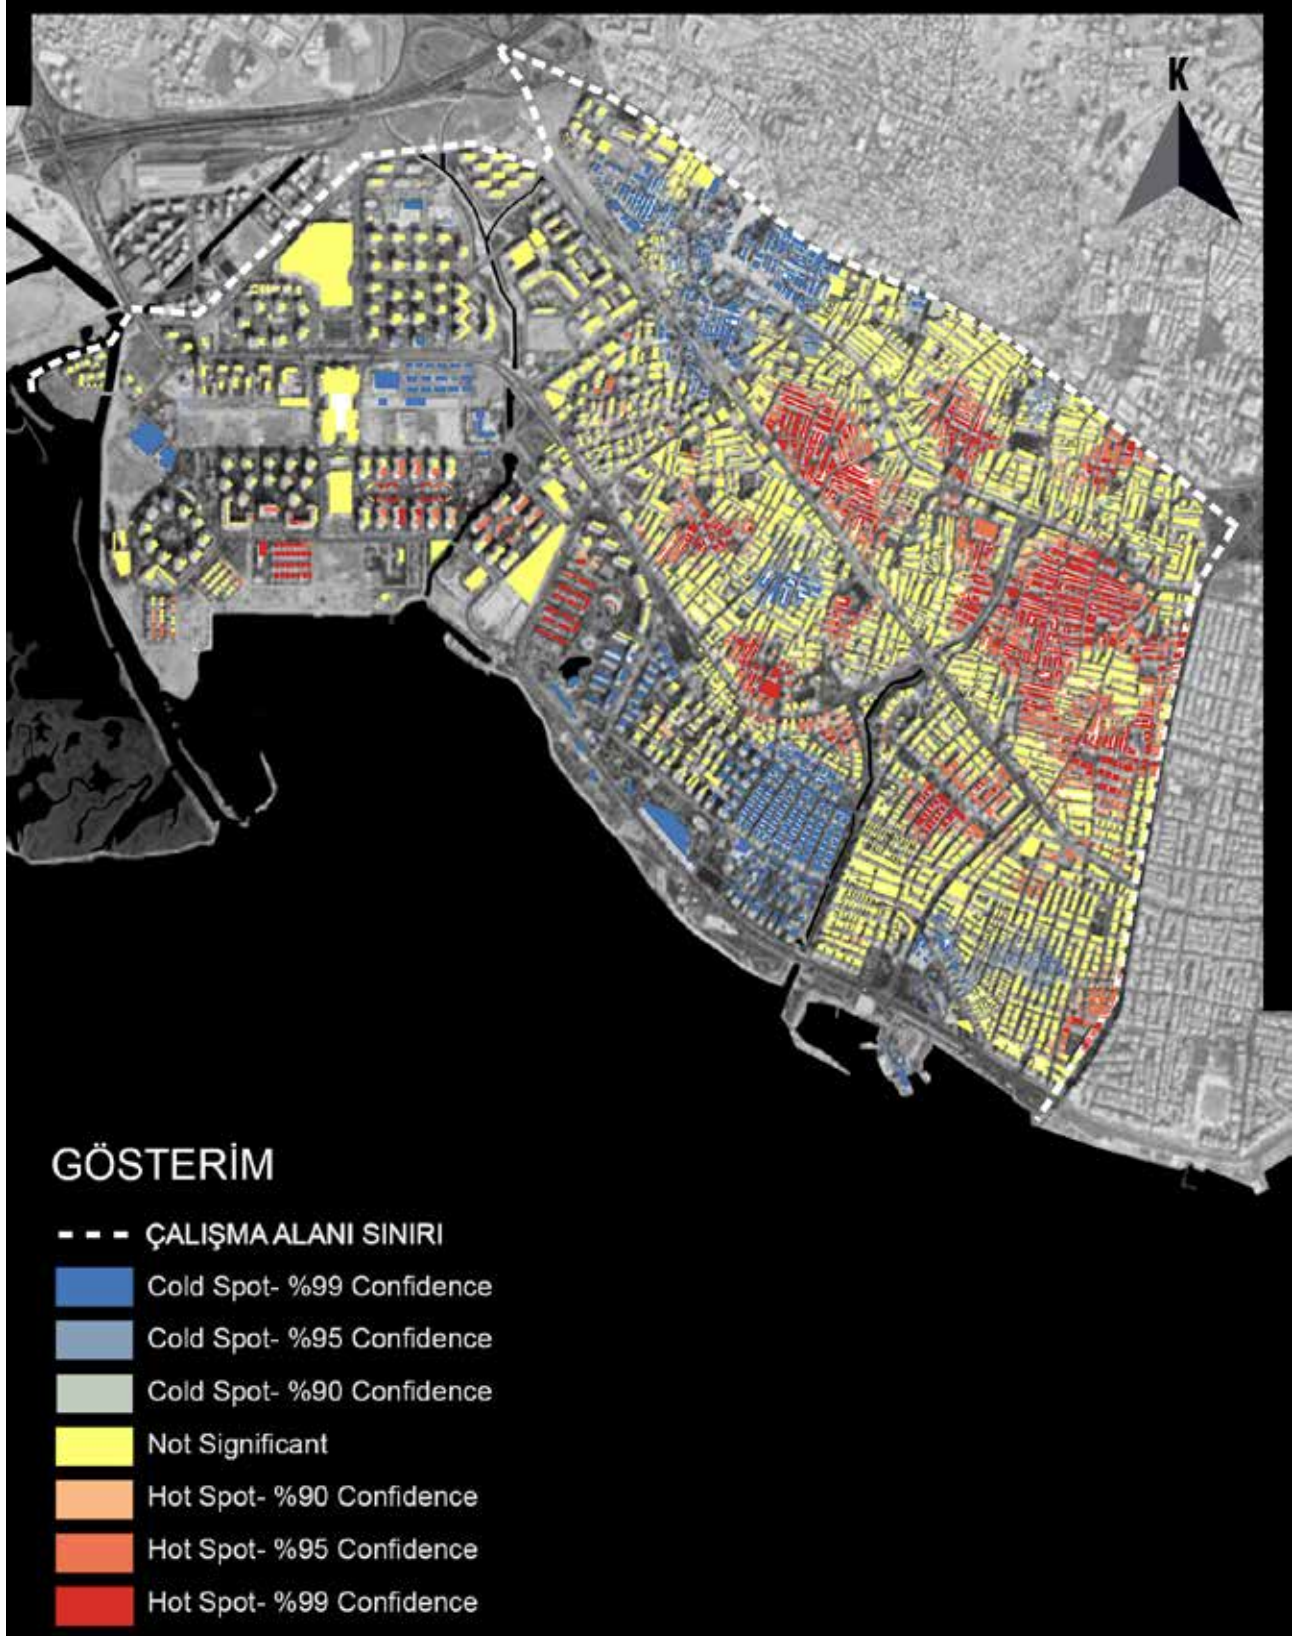 K
GÖSTERİM
ÇALIŞMA ALANI SINIRI
Cold Spot- %99 Confidence
Cold Spot- %95 Confidence
Cold Spot- %90 Confidence
Not Significant
Hot Spot- %90 Confidence
Hot Spot- %95 Confidence
Hot Spot- %99 Confidence